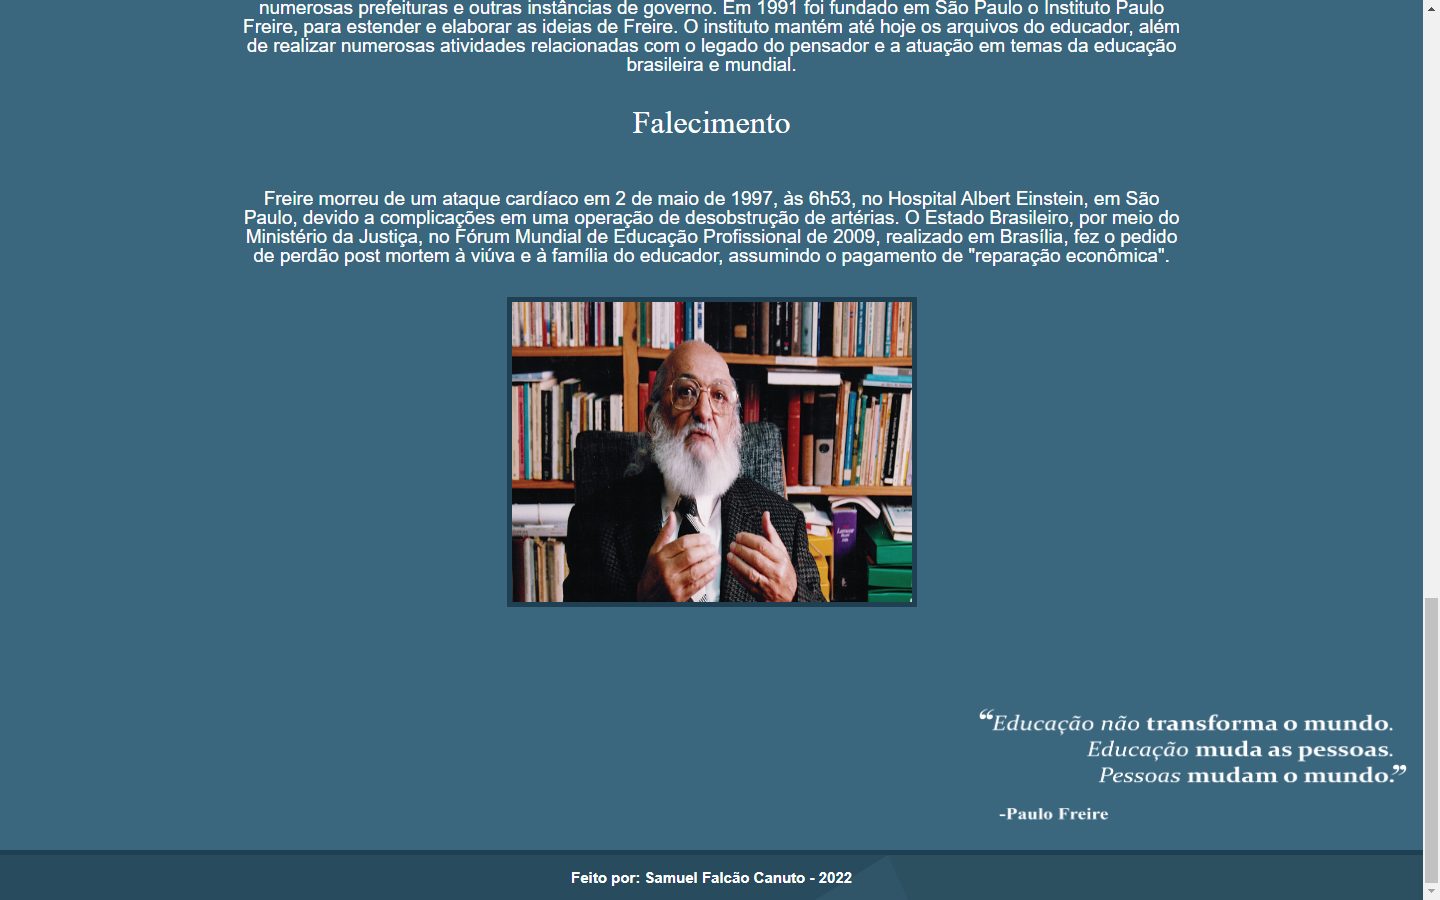 numerosas prefeituras e outras instâncias de governo. Em 1991 foi fundado em São Paulo o Instituto Paulo
Freire, para estender e elaborar as ideias de Freire. O instituto mantém até hoje os arquivos do educador, além
de realizar numerosas atividades relacionadas com o legado do pensador e a atuação em temas da educação
brasileira e mundial.
Falecimento
Freire morreu de um ataque cardíaco em 2 de maio de 1997, às 6h53, no Hospital Albert Einstein, em São
Paulo, devido a complicações em uma operação de desobstrução de artérias. O Estado Brasileiro, por meio do
Ministério da Justiça, no Fórum Mundial de Educação Profissional de 2009, realizado em Brasília, fez o pedido
de perdão post mortem à viúva e à família do educador, assumindo o pagamento de "reparação econômica".
“Educação não transforma o mundo.
Educação muda as pessoas.
Pessoas mudam o mundo.”
-Paulo Freire
Feito por: Samuel Falcão Canuto - 2022